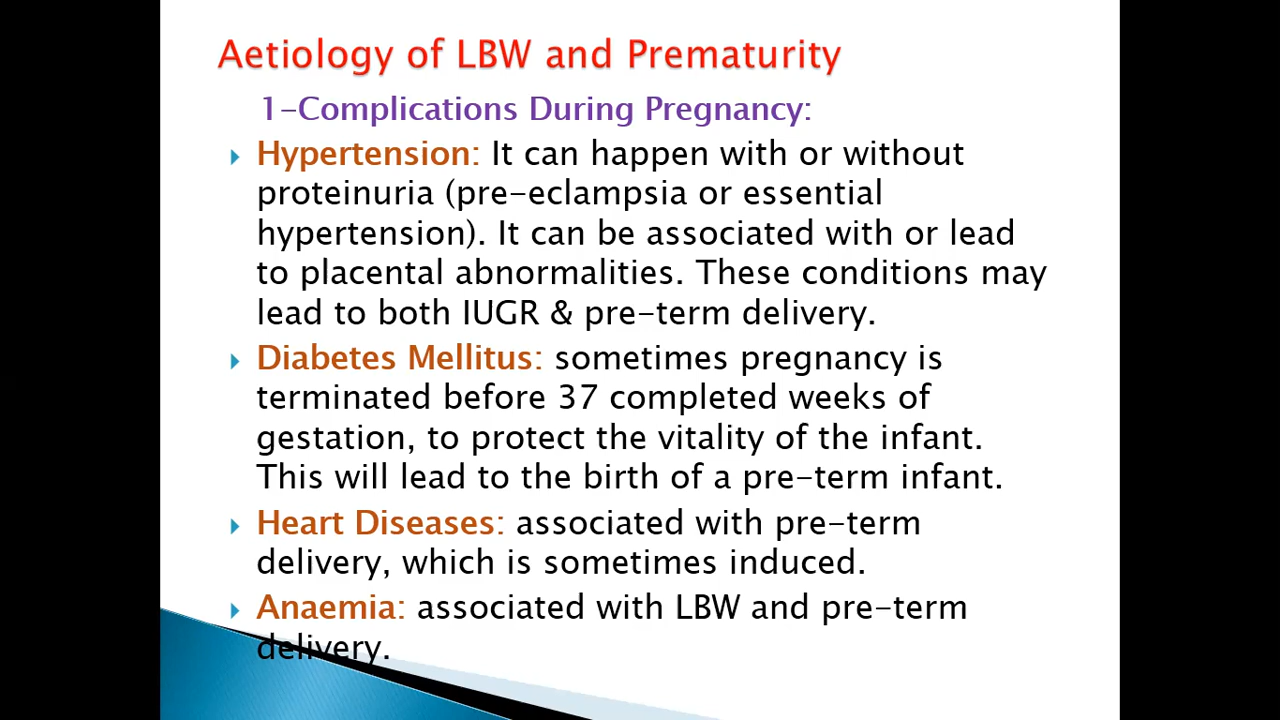 Aetiology of LBW and Prematurity
1-Complications During Pregnancy:
Hypertension: It can happen with or without
proteinuria (pre-eclampsia or essential
hypertension). It can be associated with or lead
to placental abnormalities. These conditions may
lead to both IUGR & pre-term delivery.
Diabetes Mellitus: sometimes pregnancy is
terminated before 37 completed weeks of
gestation, to protect the vitality of the infant.
This will lead to the birth of a pre-term infant.
Heart Diseases: associated with pre-term
delivery, which is sometimes induced.
Anaemia: associated with LBW and pre-term
delivery.